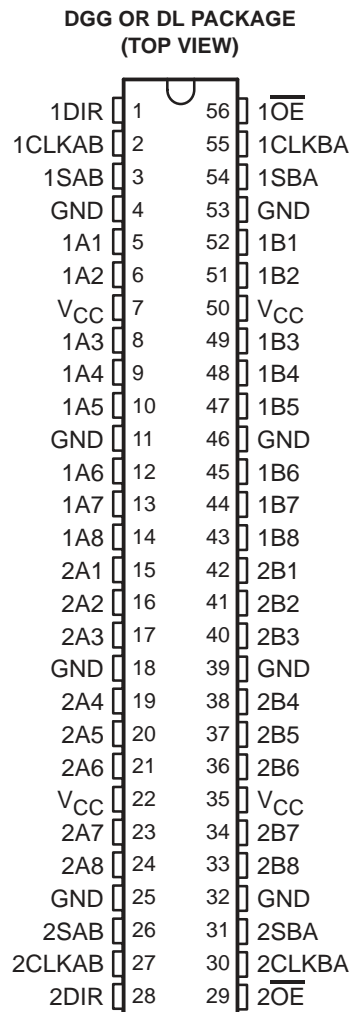 DGG OR DL PACKAGE
(TOP VIEW)
1DIR 1 56 1O̅E̅
1CLKAB 2 55 1CLKBA
1SAB 3 54 1SBA
GND 4 53 GND
1A1 5 52 1B1
1A2 6 51 1B2
VCC 7 50 VCC
1A3 8 49 1B3
1A4 9 48 1B4
1A5 10 47 1B5
GND 11 46 GND
1A6 12 45 1B6
1A7 13 44 1B7
1A8 14 43 1B8
2A1 15 42 2B1
2A2 16 41 2B2
2A3 17 40 2B3
GND 18 39 GND
2A4 19 38 2B4
2A5 20 37 2B5
2A6 21 36 2B6
VCC 22 35 VCC
2A7 23 34 2B7
2A8 24 33 2B8
GND 25 32 GND
2SAB 26 31 2SBA
2CLKAB 27 30 2CLKBA
2DIR 28 29 2O̅E̅